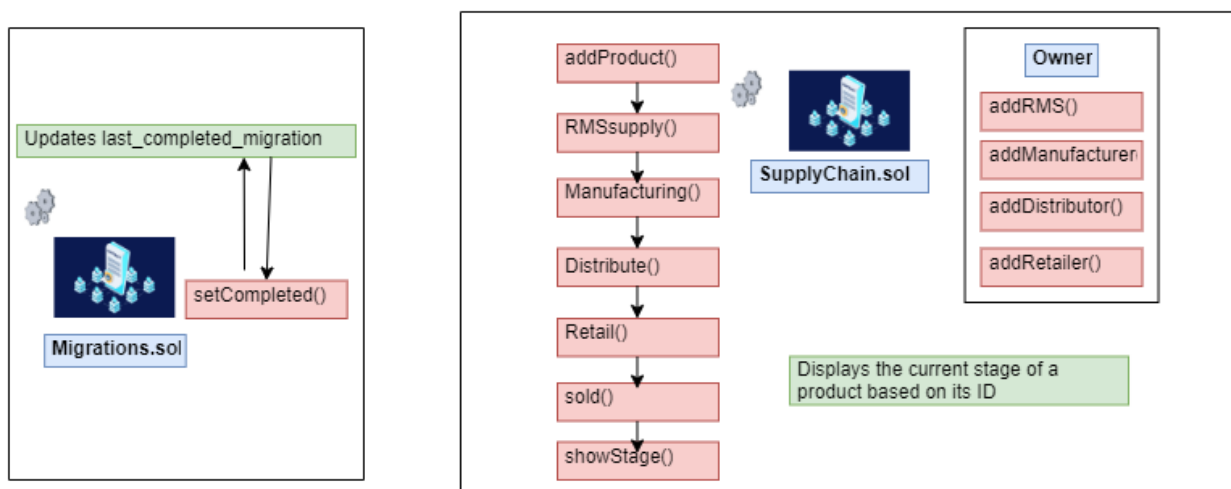 Updates last_completed_migration
setCompleted()
Migrations.sol
addProduct()
RMSsupply()
Manufacturing()
Distribute()
Retail()
sold()
showStage()
SupplyChain.sol
Owner
addRMS()
addManufacturer(
addDistributor()
addRetailer()
Displays the current stage of a
product based on its ID